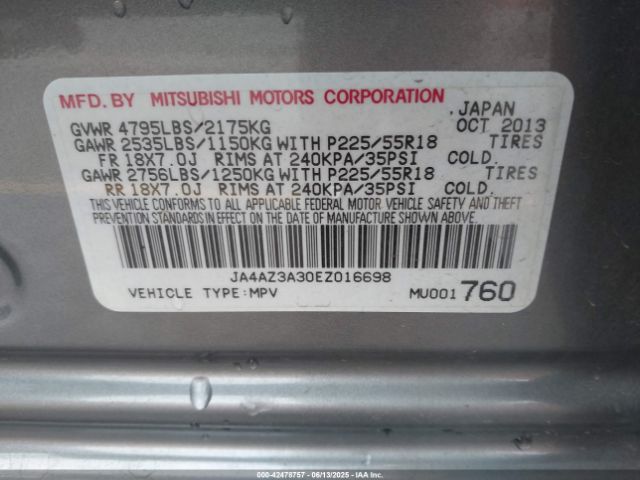 MFD. BY MITSUBISHI MOTORS CORPORATION
, JAPAN
GVWR 4795LBS/2175KG OCT 2013
GAWR 2535LBS/1150KG WITH P225/55R18 TIRES
FR 18X7.0J RIMS AT 240KPA/35PSI COLD.
GAWR 2756LBS/1250KG WITH P225/55R18 TIRES
RR 18X7.0J RIMS AT 240KPA/35PSI COLD.
THIS VEHICLE CONFORMS TO ALL APPLICABLE FEDERAL MOTOR VEHICLE SAFETY AND THEFT
PREVENTION STANDARDS IN EFFECT ON THE DATE OF MANUFACTURE SHOWN ABOVE.
JA4AZ3A30EZ016698
VEHICLE TYPE:MPV MU001 760
000-42478757 - 06/13/2025 - IAAI.COM